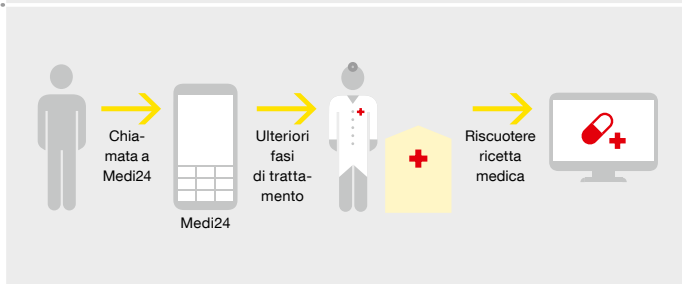 Chia-
mata a
Medi24
Medi24
Ulteriori
fasi
di tratta-
mento
Riscuotere
ricetta
medica